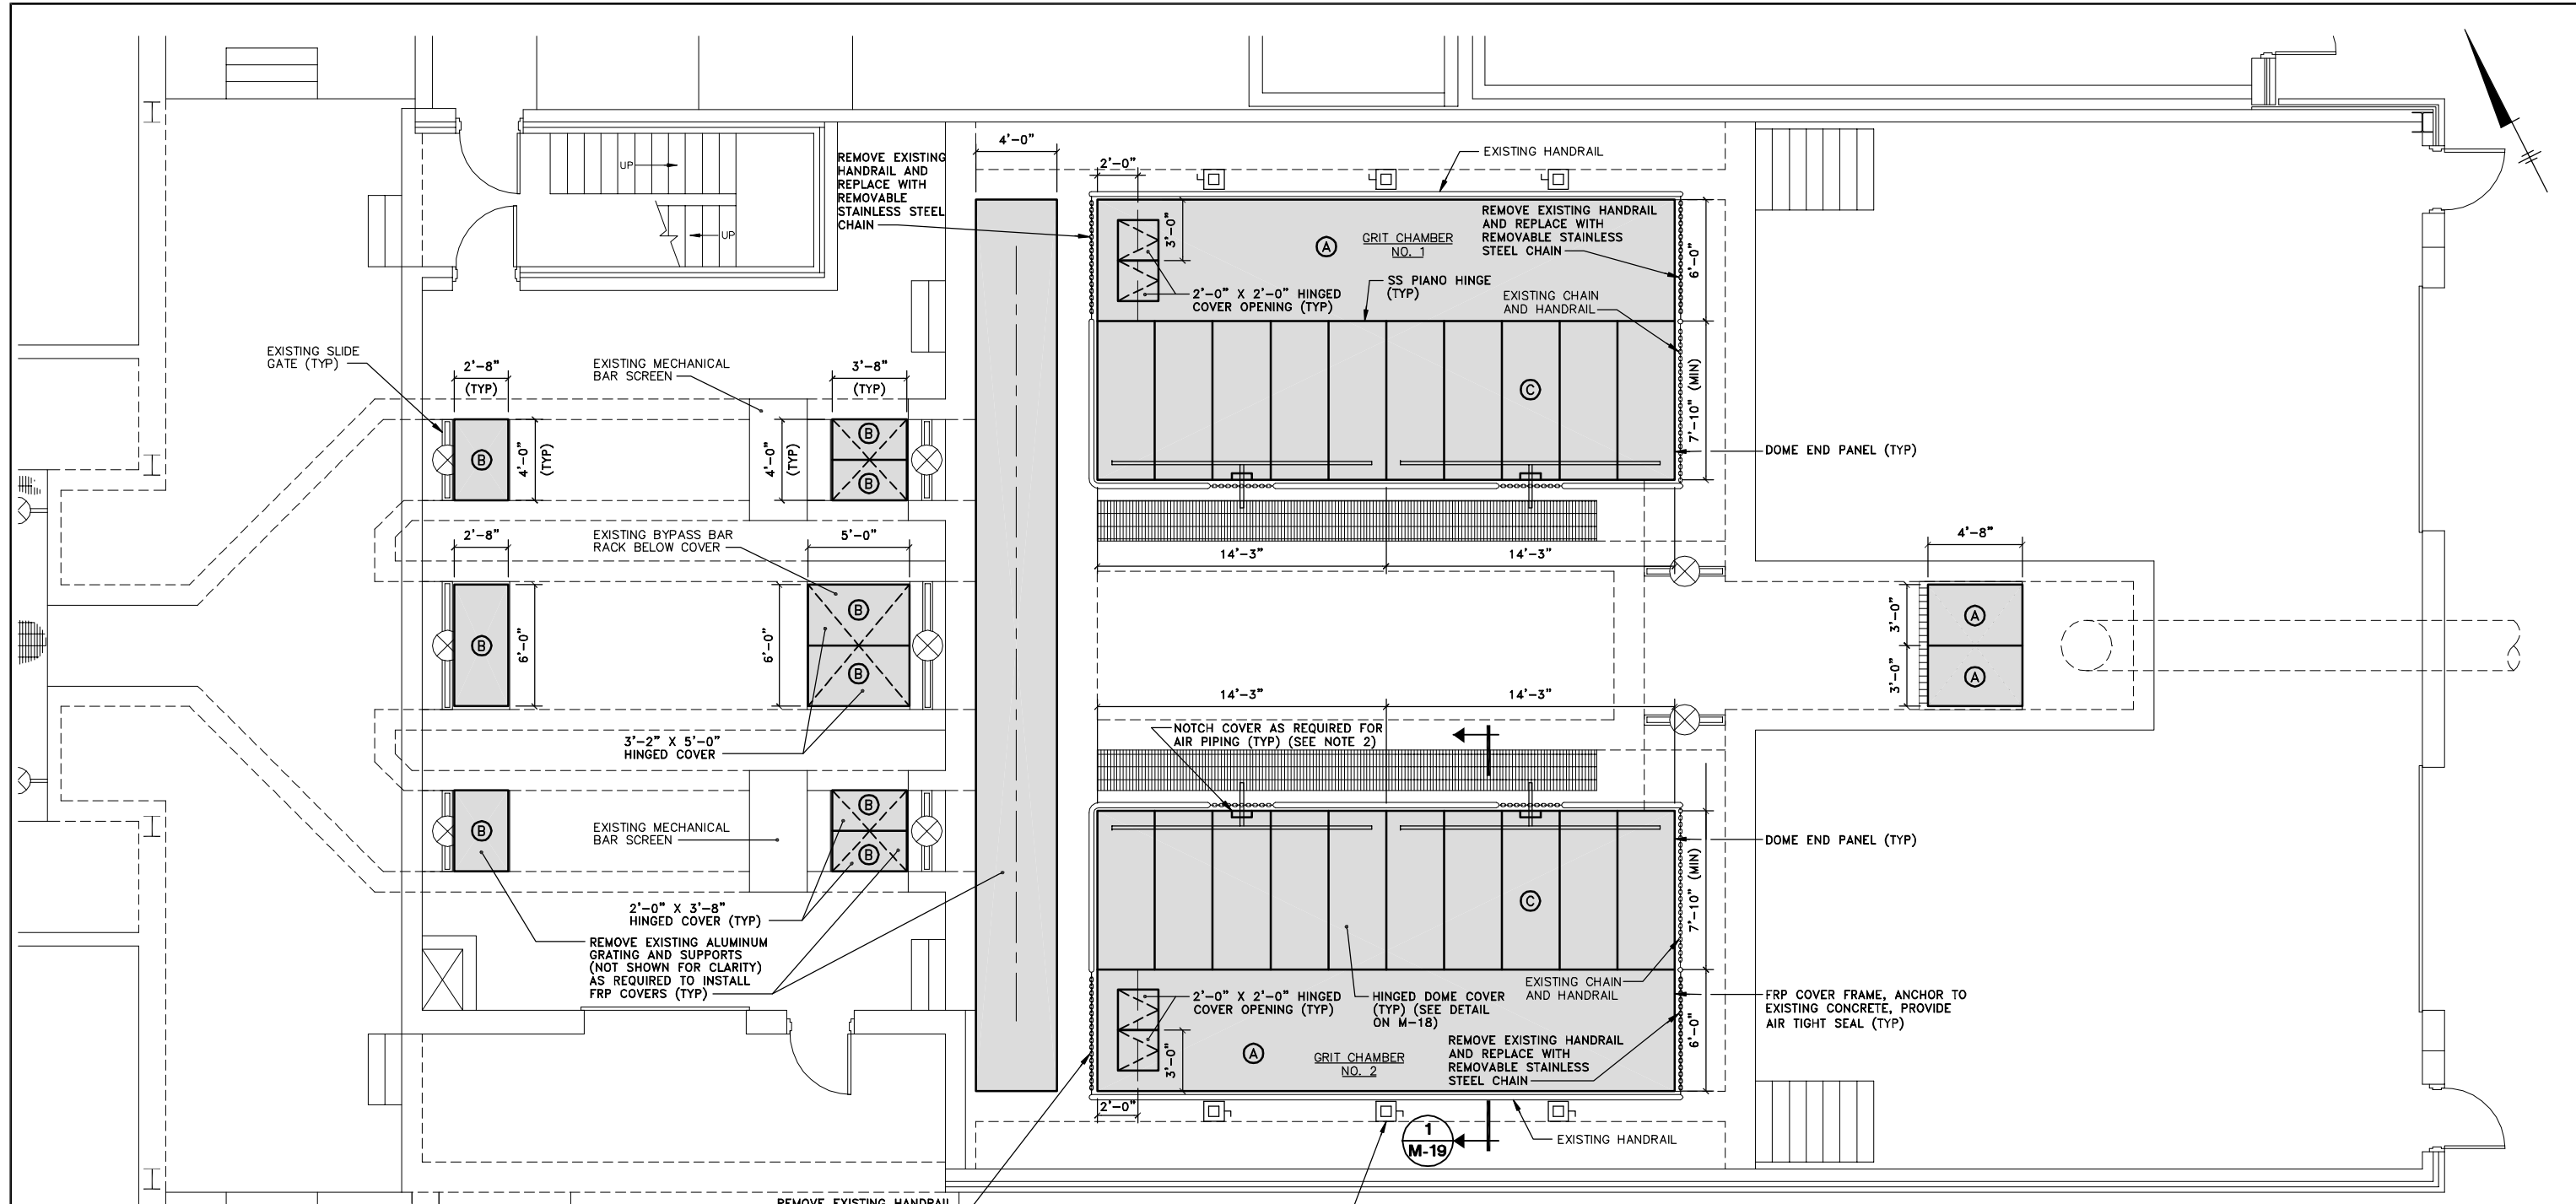 4'-0"
REMOVE EXISTING
HANDRAIL AND
REPLACE WITH
REMOVABLE
STAINLESS STEEL
CHAIN
UP
UP
2'-0"
EXISTING HANDRAIL
3'-0"
A
GRIT CHAMBER
NO. 1
REMOVE EXISTING HANDRAIL
AND REPLACE WITH
REMOVABLE STAINLESS
STEEL CHAIN
6'-0"
2'-0" X 2'-0" HINGED
COVER OPENING (TYP)
SS PIANO HINGE
(TYP)
EXISTING CHAIN
AND HANDRAIL
C
7'-10" (MIN)
DOME END PANEL (TYP)
EXISTING SLIDE
GATE (TYP)
2'-8"
(TYP)
EXISTING MECHANICAL
BAR SCREEN
3'-8"
(TYP)
B
4'-0"
(TYP)
4'-0"
(TYP)
B
B
2'-8"
EXISTING BYPASS BAR
RACK BELOW COVER
5'-0"
14'-3"
14'-3"
4'-8"
B
6'-0"
6'-0"
B
B
3'-0"
A
3'-0"
A
14'-3"
14'-3"
3'-2" X 5'-0"
HINGED COVER
NOTCH COVER AS REQUIRED FOR
AIR PIPING (TYP) (SEE NOTE 2)
B
EXISTING MECHANICAL
BAR SCREEN
B
B
DOME END PANEL (TYP)
7'-10" (MIN)
C
2'-0" X 3'-8"
HINGED COVER (TYP)
REMOVE EXISTING ALUMINUM
GRATING AND SUPPORTS
(NOT SHOWN FOR CLARITY)
AS REQUIRED TO INSTALL
FRP COVERS (TYP)
2'-0" X 2'-0" HINGED
COVER OPENING (TYP)
HINGED DOME COVER
(TYP) (SEE DETAIL
ON M-18)
EXISTING CHAIN
AND HANDRAIL
FRP COVER FRAME, ANCHOR TO
EXISTING CONCRETE, PROVIDE
AIR TIGHT SEAL (TYP)
3'-0"
A
GRIT CHAMBER
NO. 2
REMOVE EXISTING HANDRAIL
AND REPLACE WITH
REMOVABLE STAINLESS
STEEL CHAIN
6'-0"
2'-0"
1
M-19
EXISTING HANDRAIL
REMOVE EXISTING HANDRAIL